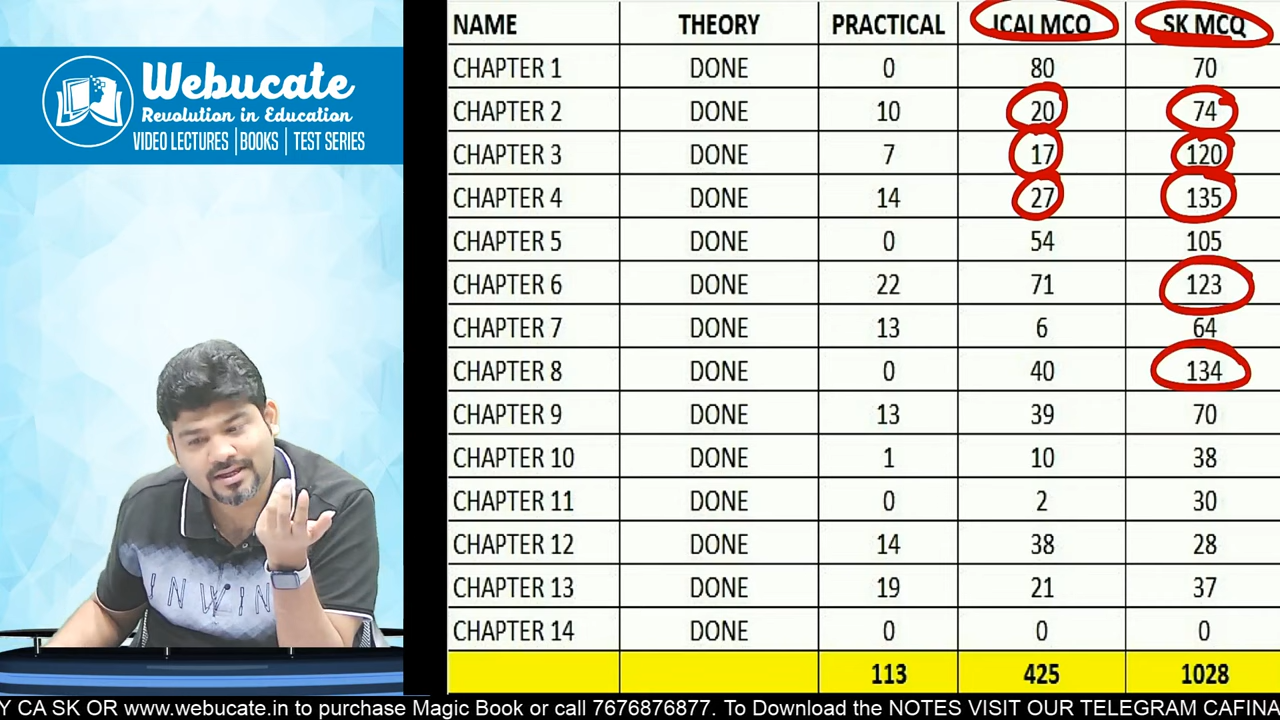 Webucate
Revolution in Education
VIDEO LECTURES | BOOKS | TEST SERIES
NAME THEORY PRACTICAL ICAI MCQ SK MCQ
CHAPTER 1 DONE 0 80 70
CHAPTER 2 DONE 10 20 74
CHAPTER 3 DONE 7 17 120
CHAPTER 4 DONE 14 27 135
CHAPTER 5 DONE 0 54 105
CHAPTER 6 DONE 22 71 123
CHAPTER 7 DONE 13 6 64
CHAPTER 8 DONE 0 40 134
CHAPTER 9 DONE 13 39 70
CHAPTER 10 DONE 1 10 38
CHAPTER 11 DONE 0 2 30
CHAPTER 12 DONE 14 38 28
CHAPTER 13 DONE 19 21 37
CHAPTER 14 DONE 0 0 0
113 425 1028
INWIN
Y CA SK OR www.webucate.in to purchase Magic Book or call 7676876877. To Download the NOTES VISIT OUR TELEGRAM CAFINA